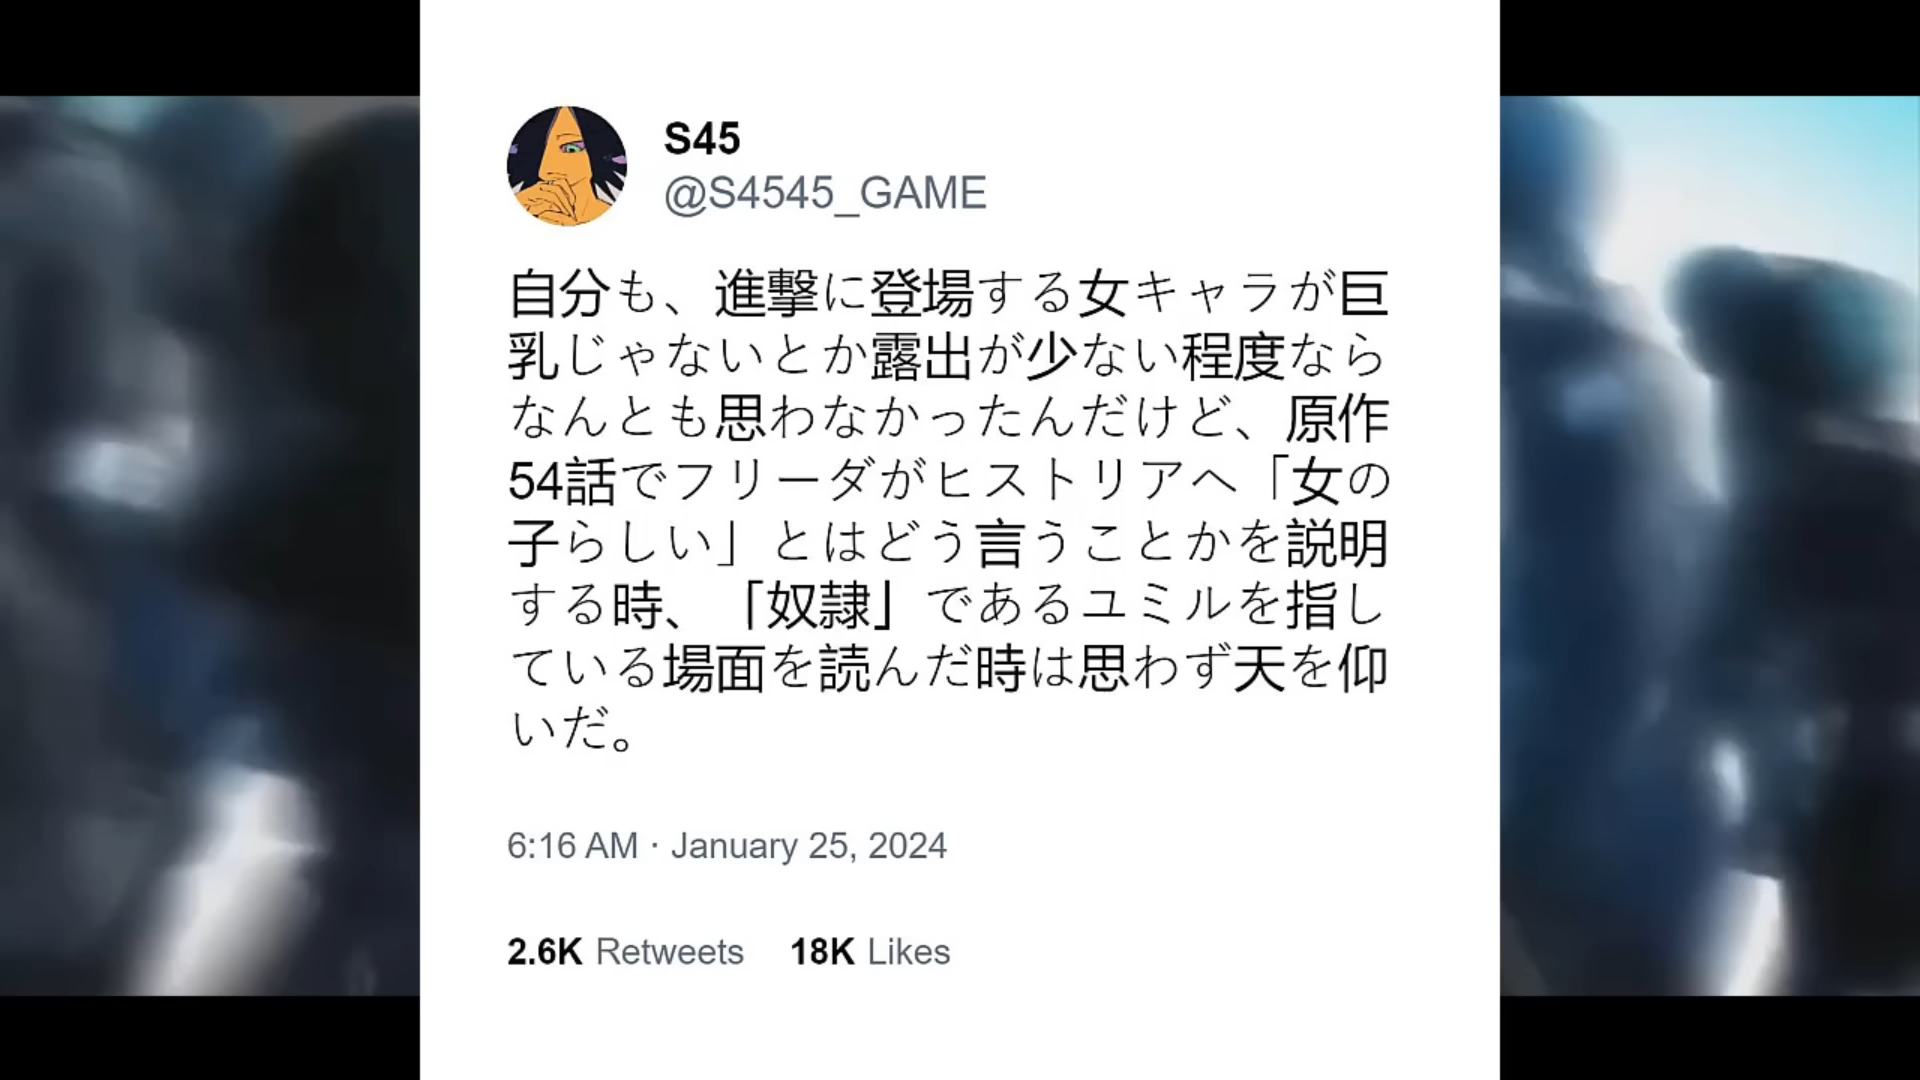 S45
@S4545_GAME
自分も、進撃に登場する女キャラが巨
乳じゃないとか露出が少ない程度なら
なんとも思わなかったんだけど、原作
54話でフリーダがヒストリアへ「女の
子らしい」とはどう言うことかを説明
する時、「奴隷」であるユミルを指し
ている場面を読んだ時は思わず天を仰
いだ。
6:16 AM · January 25, 2024
2.6K Retweets 18K Likes